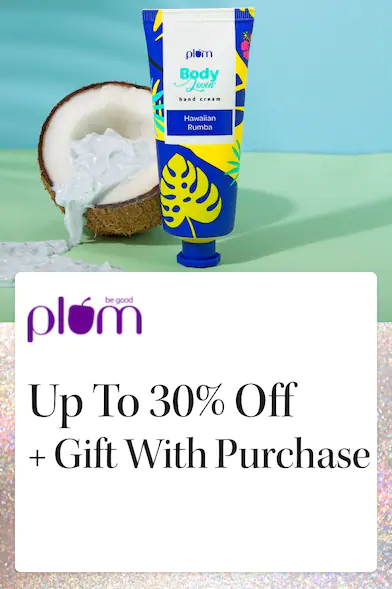 plum
Body
Lovin'
hand cream
Hawaiian
Rumba
be good
plum
Up To 30% Off
+ Gift With Purchase